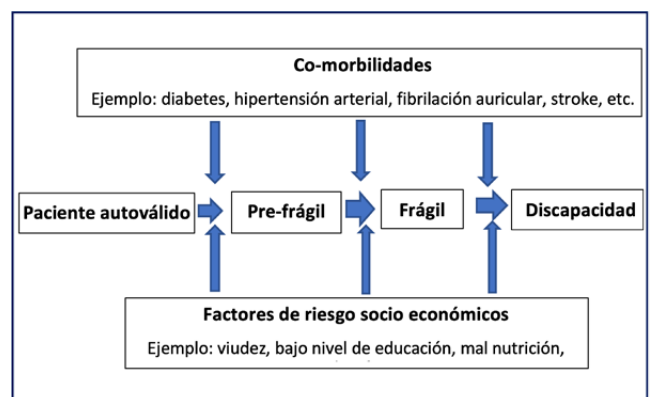 Co-morbilidades
Ejemplo: diabetes, hipertensión arterial, fibrilación auricular, stroke, etc.
Paciente autoválido
Pre-frágil
Frágil
Discapacidad
Factores de riesgo socio económicos
Ejemplo: viudez, bajo nivel de educación, mal nutrición,